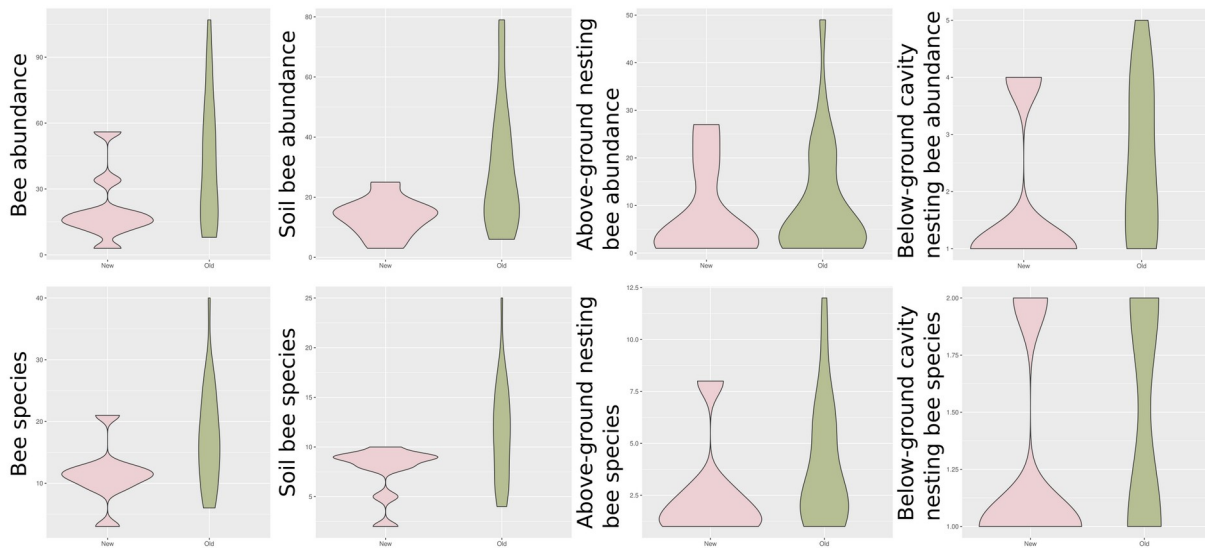 Bee abundance
90
60
30
0
New
Old
Soil bee abundance
80
60
40
20
0
New
Old
Above-ground nesting
bee abundance
50
40
30
20
10
0
New
Old
Below-ground cavity
nesting bee abundance
5
4
3
2
1
New
Old
Bee species
40
30
20
10
New
Old
Soil bee species
25
20
15
10
5
New
Old
Above-ground nesting
bee species
12.5
10.0
7.5
5.0
2.5
New
Old
Below-ground cavity
nesting bee species
2.00
1.75
1.50
1.25
1.00
New
Old